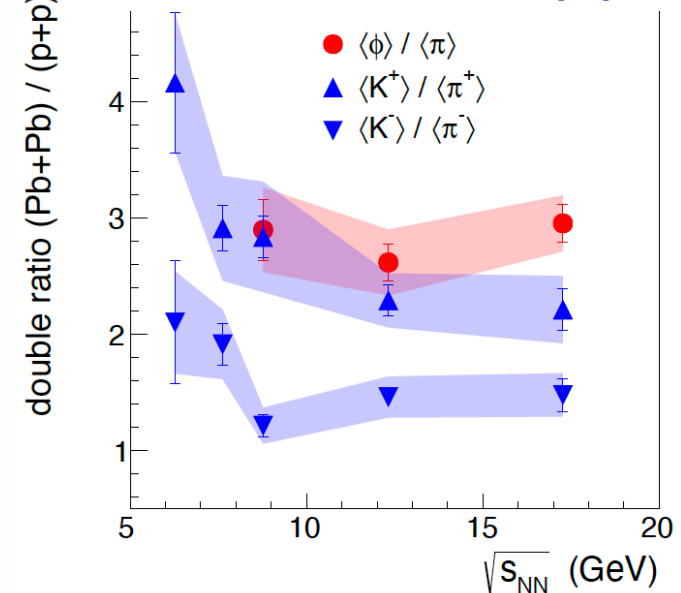 double ratio (Pb+Pb) / (p+p)
⟨ϕ⟩ / ⟨π⟩
⟨K⁺⟩ / ⟨π⁺⟩
⟨K⁻⟩ / ⟨π⁻⟩
4
3
2
1
5 10 15 20
√s_NN (GeV)